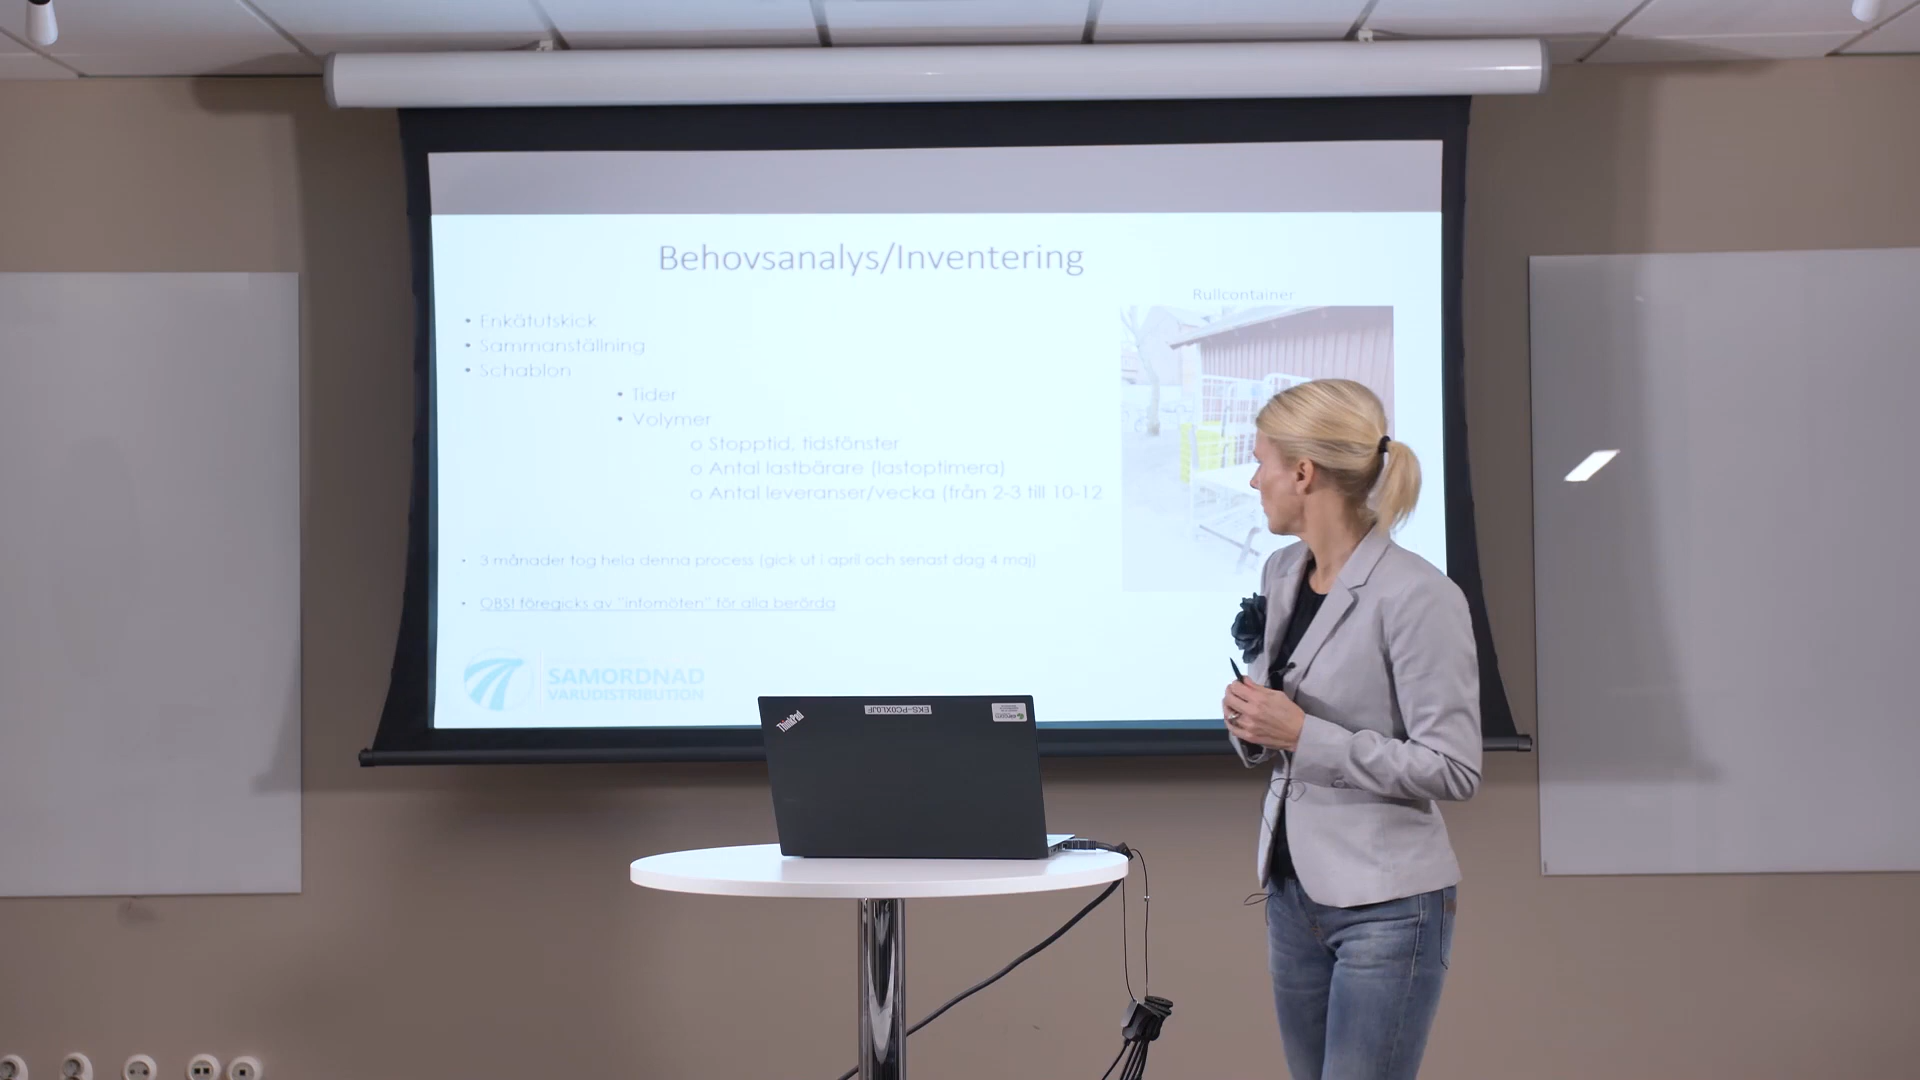 Behovsanalys/Inventering
Rullcontainer
• Enkätutskick
• Sammanställning
• Schablon
• Tider
• Volymer
o Stopptid, tidsfönster
o Antal lastbärare (lastoptimera)
o Antal leveranser/vecka (från 2-3 till 10-12
• 3 månader tog hela denna process (gick ut i april och senast dag 4 maj)
• OBS! föregicks av "infomöten" för alla berörda
SAMORDNAD
VARUDISTRIBUTION
ThinkPad
EKS-PC0XL0JF